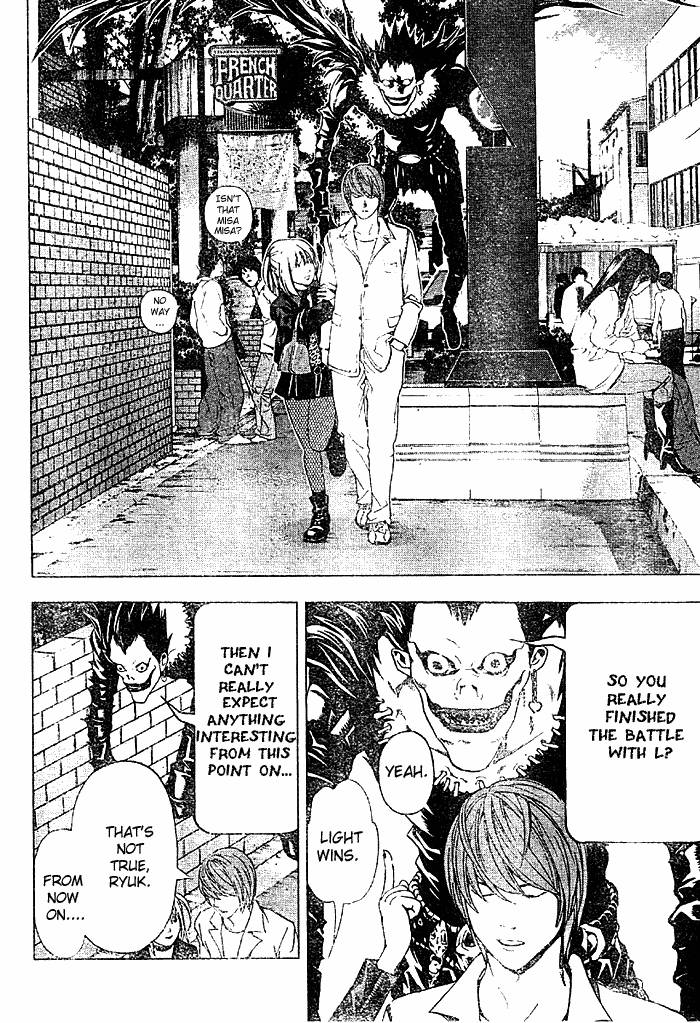 FRENCH
QUARTER
ISN'T
THAT
MISA
MISA?
NO
WAY
...
SO YOU
REALLY
FINISHED
THE BATTLE
WITH L?
YEAH.
LIGHT
WINS.
THEN I
CAN'T
REALLY
EXPECT
ANYTHING
INTERESTING
FROM THIS
POINT ON...
THAT'S
NOT
TRUE,
RYUK.
FROM
NOW
ON....